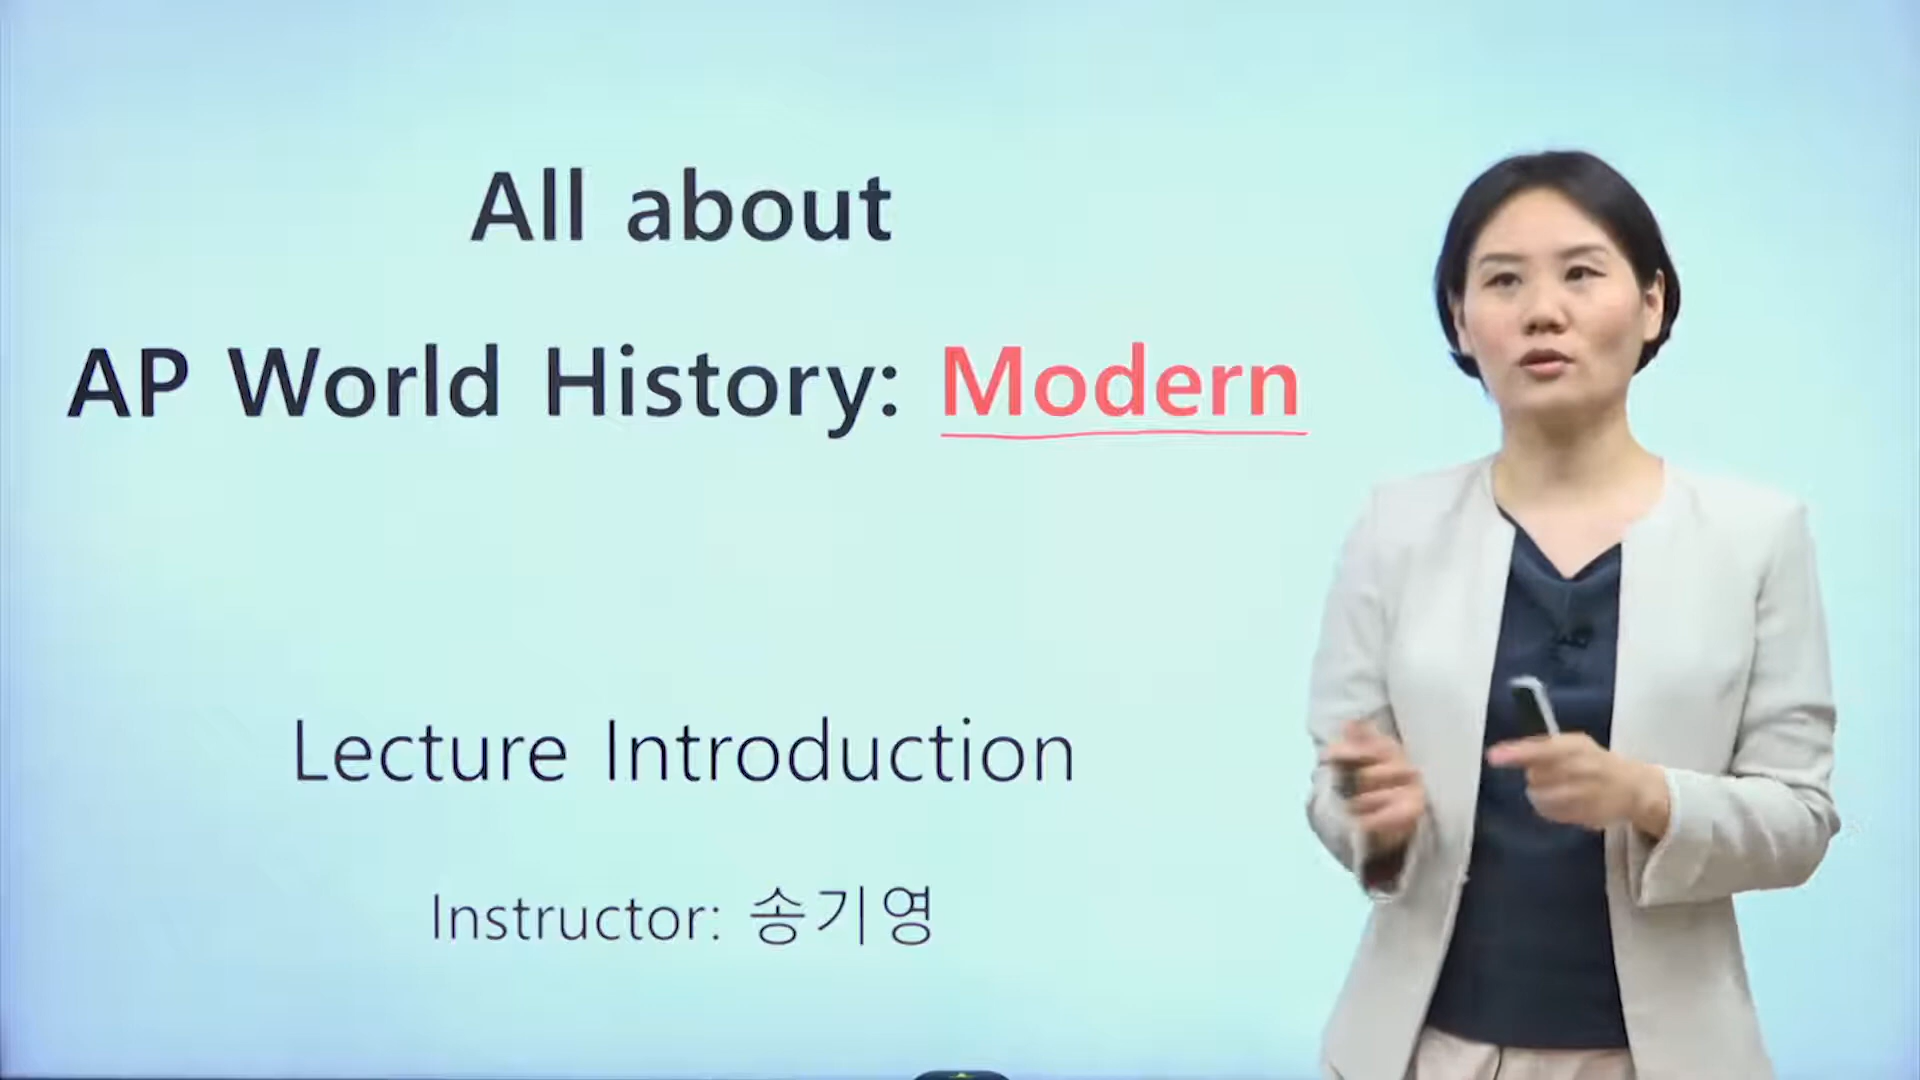 All about
AP World History: Modern
Lecture Introduction
Instructor: 송기영